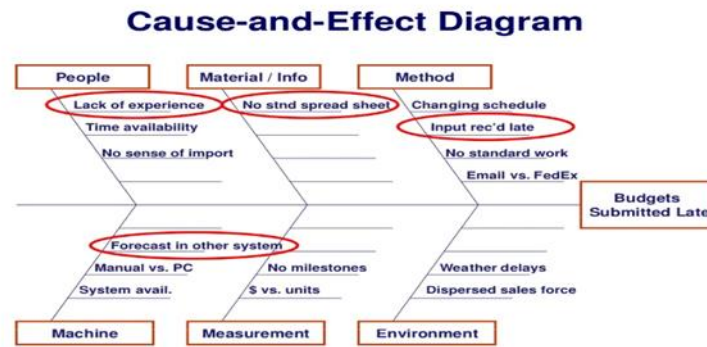 Cause-and-Effect Diagram
People
Material / Info
Method
Lack of experience
No stnd spread sheet
Changing schedule
Time availability
Input rec'd late
No sense of import
No standard work
Email vs. FedEx
Budgets
Submitted Late
Forecast in other system
Manual vs. PC
No milestones
Weather delays
System avail.
$ vs. units
Dispersed sales force
Machine
Measurement
Environment